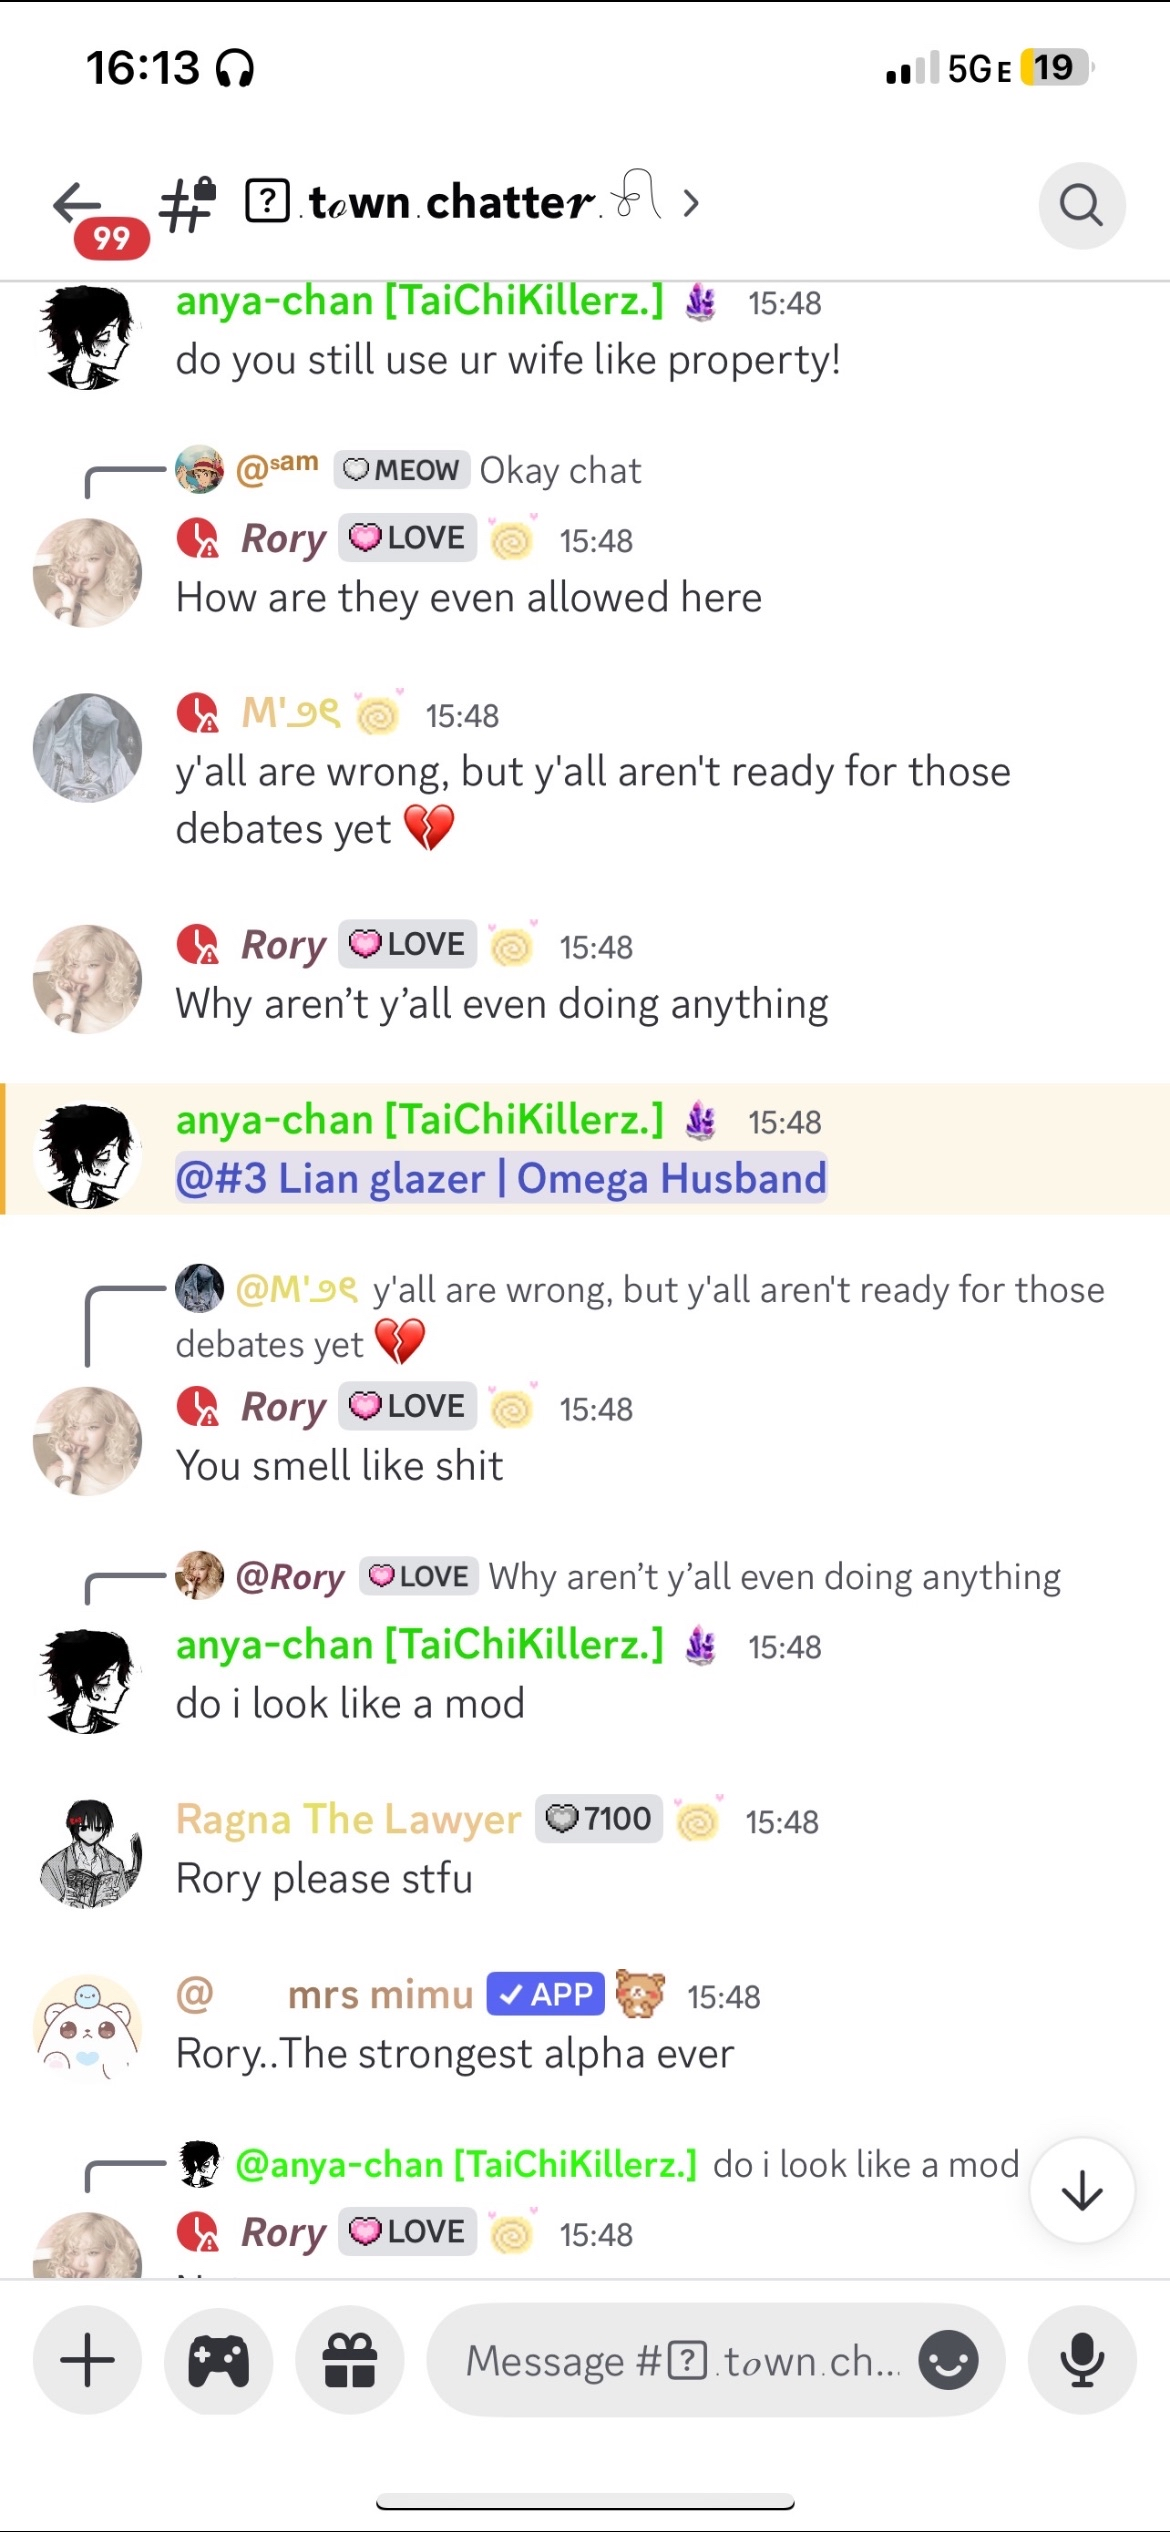 16:13
5GE 19
99
? .town.chatter.
anya-chan [TaiChiKillerz.] 15:48
do you still use ur wife like property!
@sam MEOW Okay chat
Rory LOVE 15:48
How are they even allowed here
M'୨ৎ 15:48
y'all are wrong, but y'all aren't ready for those
debates yet 💔
Rory LOVE 15:48
Why aren’t y’all even doing anything
anya-chan [TaiChiKillerz.] 15:48
@#3 Lian glazer | Omega Husband
@M'୨ৎ y'all are wrong, but y'all aren't ready for those
debates yet 💔
Rory LOVE 15:48
You smell like shit
@Rory LOVE Why aren’t y’all even doing anything
anya-chan [TaiChiKillerz.] 15:48
do i look like a mod
Ragna The Lawyer 7100 15:48
Rory please stfu
@ mrs mimu ✓ APP 15:48
Rory..The strongest alpha ever
@anya-chan [TaiChiKillerz.] do i look like a mod
Rory LOVE 15:48
Message #?.town.ch...